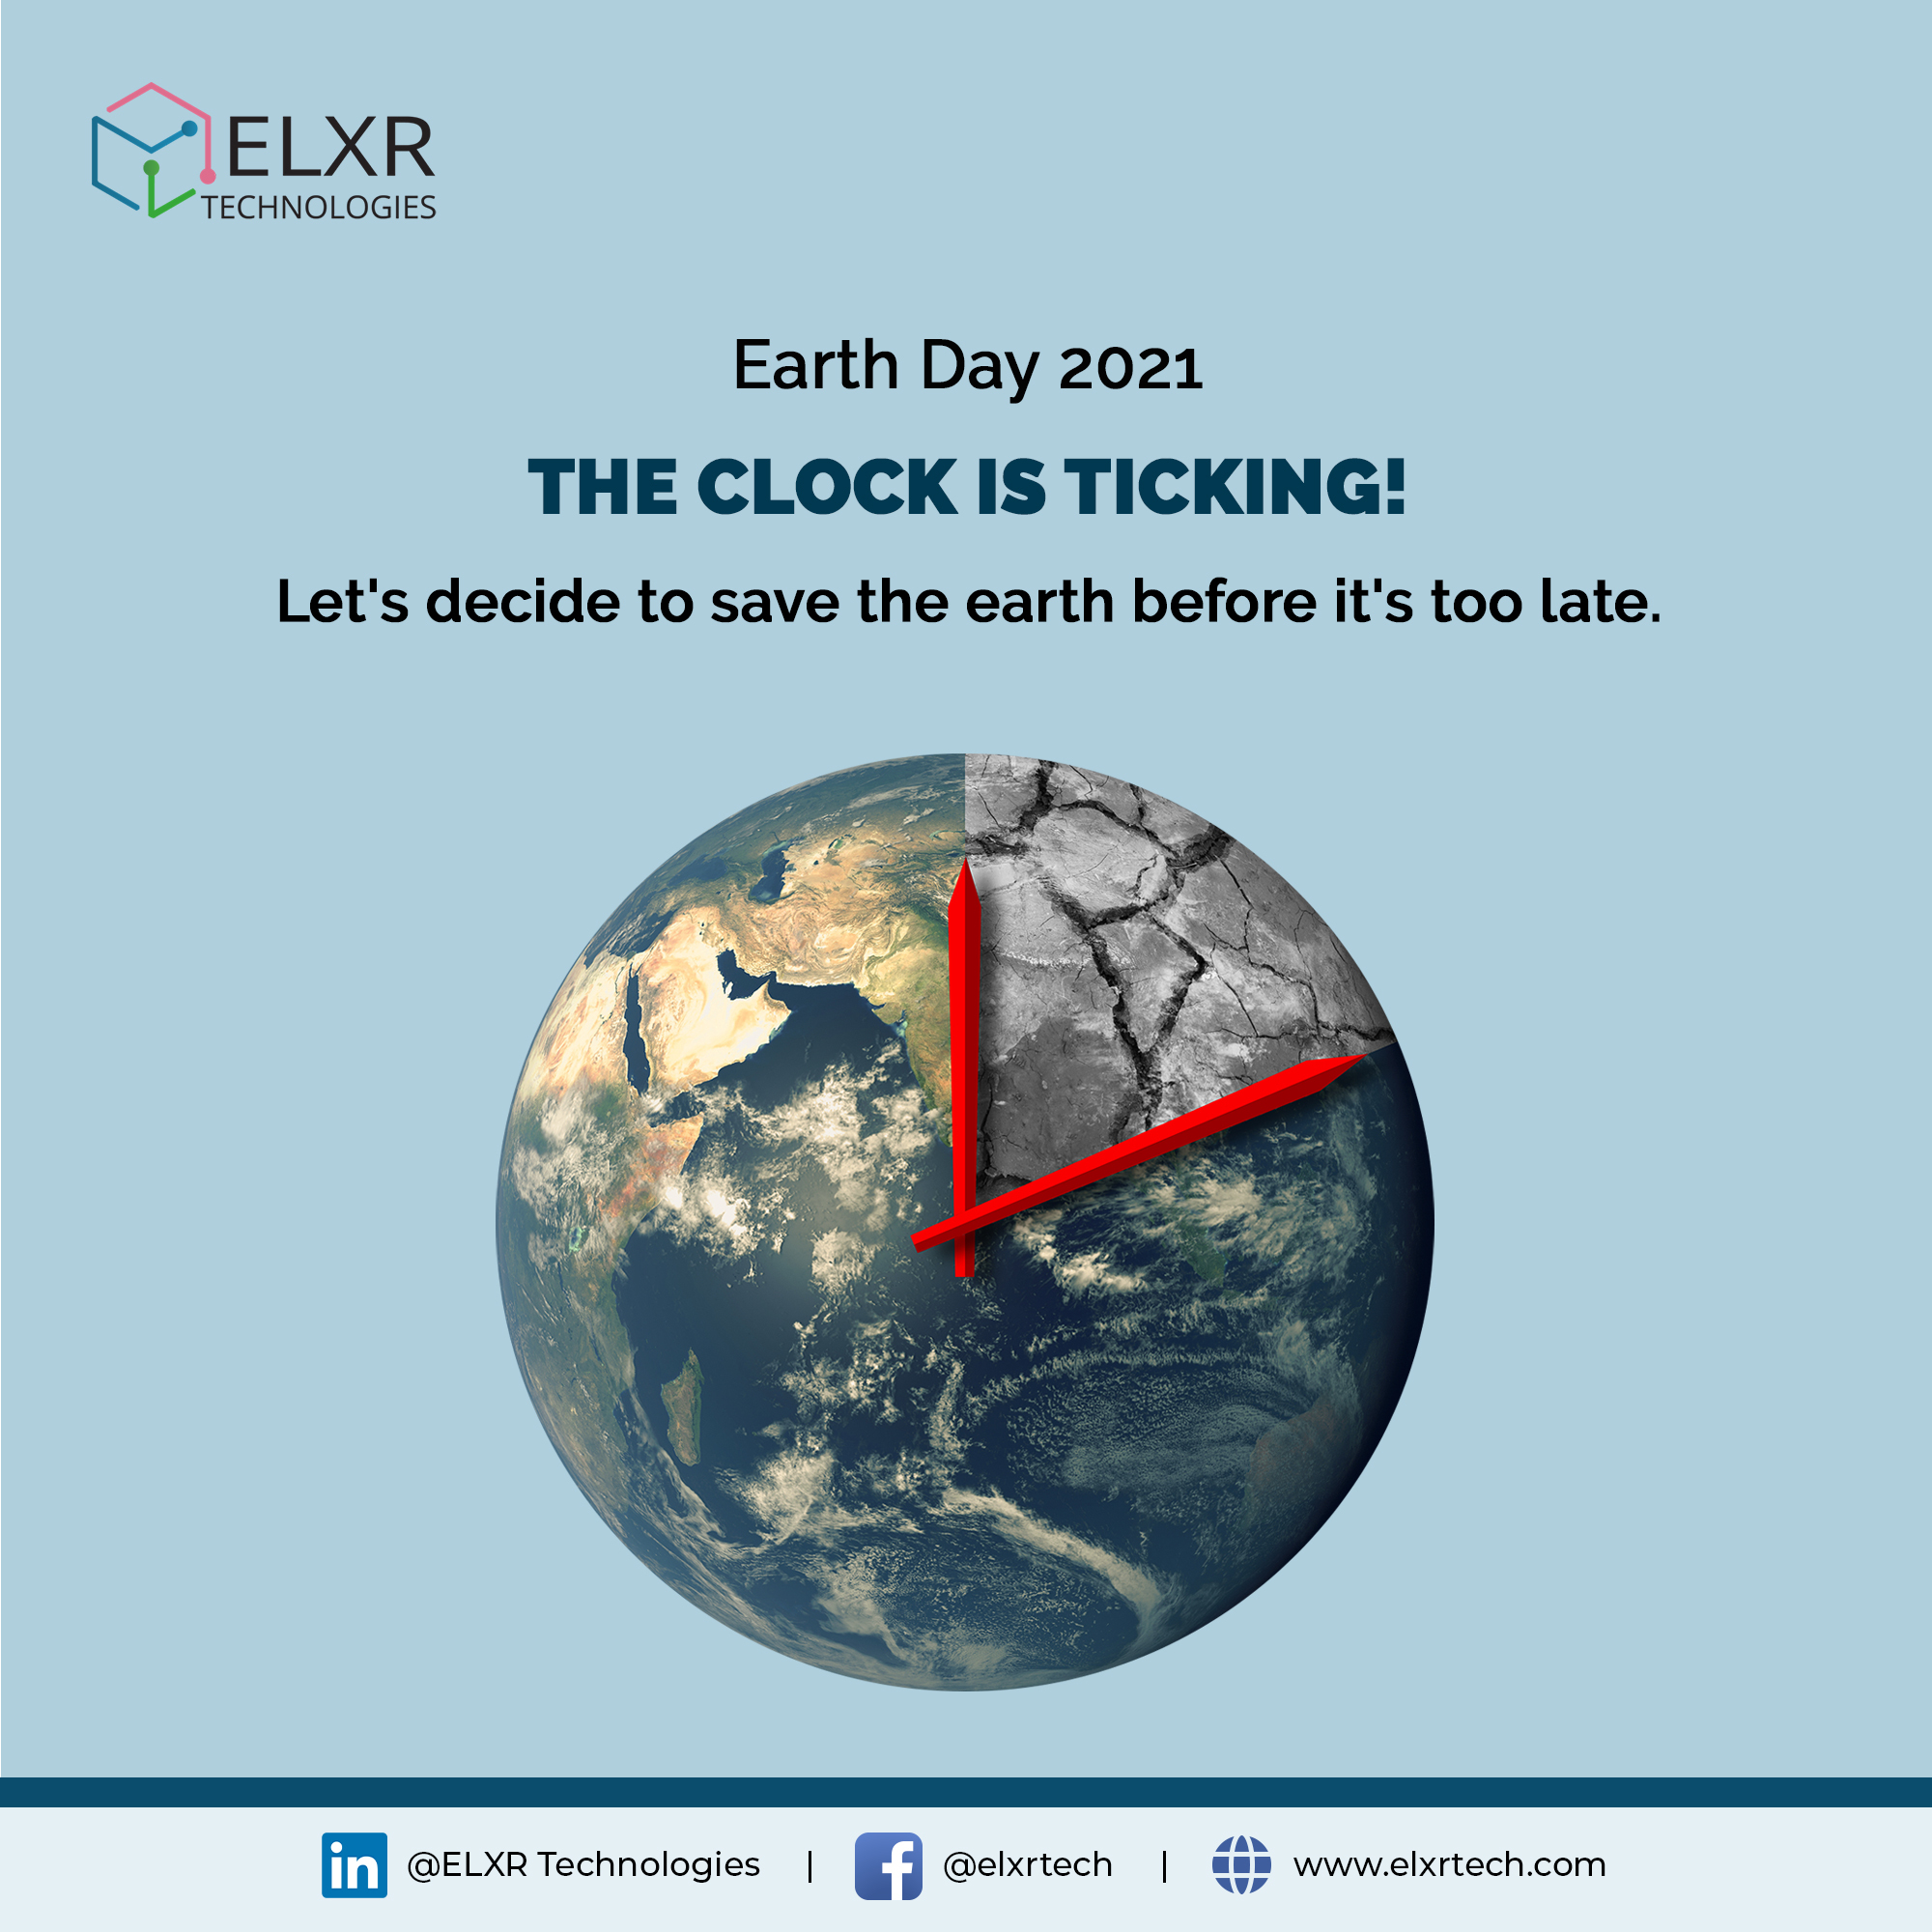 ELXR
TECHNOLOGIES
Earth Day 2021
THE CLOCK IS TICKING!
Let's decide to save the earth before it's too late.
in @ELXR Technologies | f @elxrtech | www.elxrtech.com